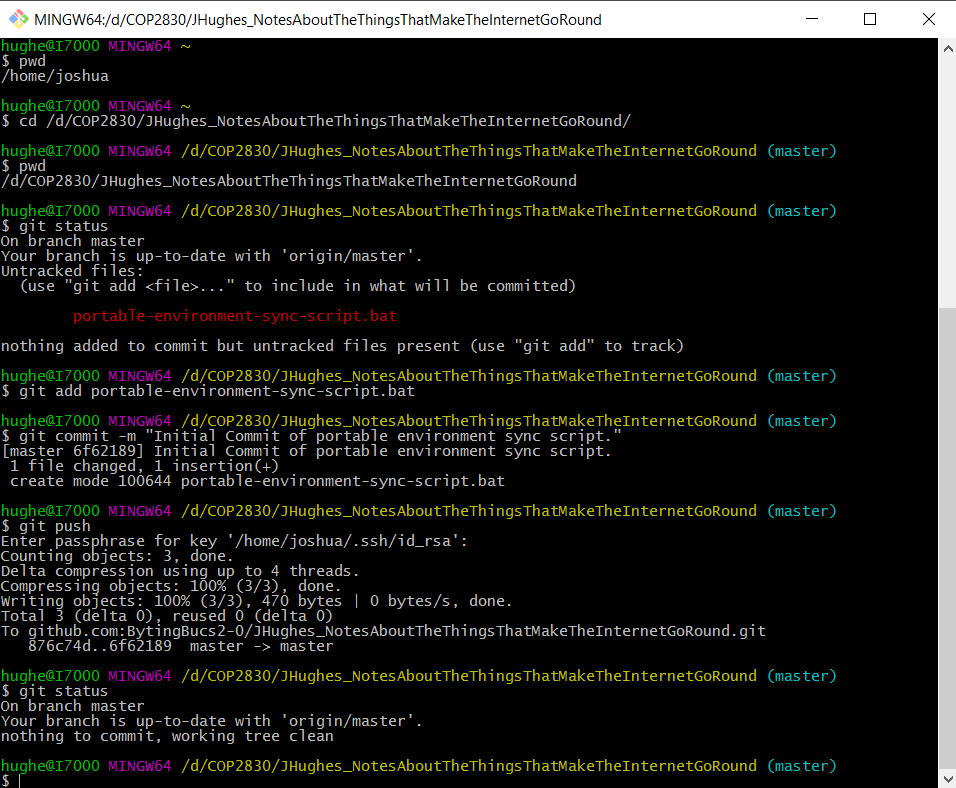 MINGW64:/d/COP2830/JHughes_NotesAboutTheThingsThatMakeTheInternetGoRound
hughe@I7000 MINGW64 ~
$ pwd
/home/joshua
hughe@I7000 MINGW64 ~
$ cd /d/COP2830/JHughes_NotesAboutTheThingsThatMakeTheInternetGoRound/
hughe@I7000 MINGW64 /d/COP2830/JHughes_NotesAboutTheThingsThatMakeTheInternetGoRound (master)
$ pwd
/d/COP2830/JHughes_NotesAboutTheThingsThatMakeTheInternetGoRound
hughe@I7000 MINGW64 /d/COP2830/JHughes_NotesAboutTheThingsThatMakeTheInternetGoRound (master)
$ git status
On branch master
Your branch is up-to-date with 'origin/master'.
Untracked files:
  (use "git add <file>..." to include in what will be committed)
        portable-environment-sync-script.bat
nothing added to commit but untracked files present (use "git add" to track)
hughe@I7000 MINGW64 /d/COP2830/JHughes_NotesAboutTheThingsThatMakeTheInternetGoRound (master)
$ git add portable-environment-sync-script.bat
hughe@I7000 MINGW64 /d/COP2830/JHughes_NotesAboutTheThingsThatMakeTheInternetGoRound (master)
$ git commit -m "Initial Commit of portable environment sync script."
[master 6f62189] Initial Commit of portable environment sync script.
 1 file changed, 1 insertion(+)
 create mode 100644 portable-environment-sync-script.bat
hughe@I7000 MINGW64 /d/COP2830/JHughes_NotesAboutTheThingsThatMakeTheInternetGoRound (master)
$ git push
Enter passphrase for key '/home/joshua/.ssh/id_rsa':
Counting objects: 3, done.
Delta compression using up to 4 threads.
Compressing objects: 100% (3/3), done.
Writing objects: 100% (3/3), 470 bytes | 0 bytes/s, done.
Total 3 (delta 0), reused 0 (delta 0)
To github.com:BytingBucs2-0/JHughes_NotesAboutTheThingsThatMakeTheInternetGoRound.git
   876c74d..6f62189  master -> master
hughe@I7000 MINGW64 /d/COP2830/JHughes_NotesAboutTheThingsThatMakeTheInternetGoRound (master)
$ git status
On branch master
Your branch is up-to-date with 'origin/master'.
nothing to commit, working tree clean
hughe@I7000 MINGW64 /d/COP2830/JHughes_NotesAboutTheThingsThatMakeTheInternetGoRound (master)
$